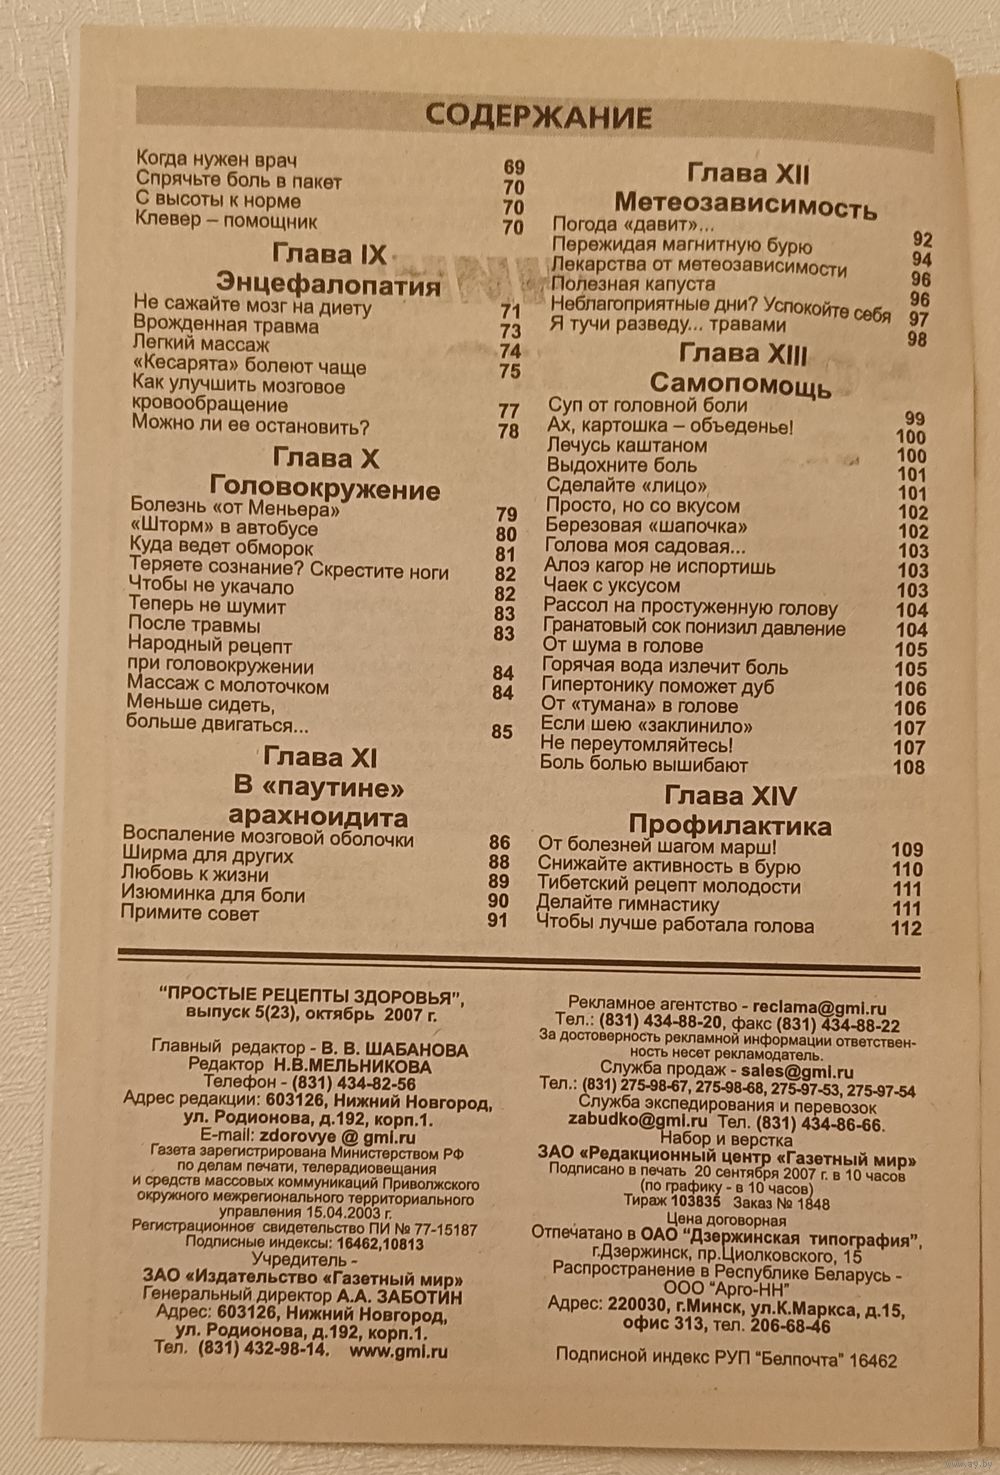 СОДЕРЖАНИЕ
Когда нужен врач 69
Спрячьте боль в пакет 70
С высоты к норме 70
Клевер – помощник 70
Глава IX
Энцефалопатия
Не сажайте мозг на диету 71
Врожденная травма 73
Легкий массаж 74
«Кесарята» болеют чаще 75
Как улучшить мозговое
кровообращение 77
Можно ли ее остановить? 78
Глава X
Головокружение
Болезнь «от Меньера» 79
«Шторм» в автобусе 80
Куда ведет обморок 81
Теряете сознание? Скрестите ноги 82
Чтобы не укачало 82
Теперь не шумит 83
После травмы 83
Народный рецепт
при головокружении 84
Массаж с молоточком 84
Меньше сидеть,
больше двигаться... 85
Глава XI
В «паутине»
арахноидита
Воспаление мозговой оболочки 86
Ширма для других 88
Любовь к жизни 89
Изюминка для боли 90
Примите совет 91
Глава XII
Метеозависимость
Погода «давит»... 92
Пережидая магнитную бурю 94
Лекарства от метеозависимости 96
Полезная капуста 96
Неблагоприятные дни? Успокойте себя 97
Я тучи разведу... травами 98
Глава XIII
Самопомощь
Суп от головной боли 99
Ах, картошка – объеденье! 100
Лечусь каштаном 100
Выдохните боль 101
Сделайте «лицо» 101
Просто, но со вкусом 102
Березовая «шапочка» 102
Голова моя садовая... 103
Алоэ кагор не испортишь 103
Чаек с уксусом 103
Рассол на простуженную голову 104
Гранатовый сок понизил давление 104
От шума в голове 105
Горячая вода излечит боль 105
Гипертонику поможет дуб 106
От «тумана» в голове 106
Если шею «заклинило» 107
Не переутомляйтесь! 107
Боль болью вышибают 108
Глава XIV
Профилактика
От болезней шагом марш! 109
Снижайте активность в бурю 110
Тибетский рецепт молодости 111
Делайте гимнастику 111
Чтобы лучше работала голова 112
“ПРОСТЫЕ РЕЦЕПТЫ ЗДОРОВЬЯ”,
выпуск 5(23), октябрь 2007 г.
Главный редактор - В. В. ШАБАНОВА
Редактор Н.В.МЕЛЬНИКОВА
Телефон - (831) 434-82-56
Адрес редакции: 603126, Нижний Новгород,
ул. Родионова, д.192, корп.1.
E-mail: zdorovye @ gmi.ru
Газета зарегистрирована Министерством РФ
по делам печати, телерадиовещания
и средств массовых коммуникаций Приволжского
окружного межрегионального территориального
управления 15.04.2003 г.
Регистрационное свидетельство ПИ № 77-15187
Подписные индексы: 16462,10813
Учредитель -
ЗАО «Издательство «Газетный мир»
Генеральный директор А.А. ЗАБОТИН
Адрес: 603126, Нижний Новгород,
ул. Родионова, д.192, корп.1.
Тел. (831) 432-98-14. www.gmi.ru
Рекламное агентство - reclama@gmi.ru
Тел.: (831) 434-88-20, факс (831) 434-88-22
За достоверность рекламной информации ответствен-
ность несет рекламодатель.
Служба продаж - sales@gmi.ru
Тел.: (831) 275-98-67, 275-98-68, 275-97-53, 275-97-54
Служба экспедирования и перевозок
zabudko@gmi.ru Тел. (831) 434-86-66.
Набор и верстка
ЗАО «Редакционный центр «Газетный мир»
Подписано в печать 20 сентября 2007 г. в 10 часов
(по графику - в 10 часов)
Тираж 103835 Заказ № 1848
Цена договорная
Отпечатано в ОАО “Дзержинская типография”,
г.Дзержинск, пр.Циолковского, 15
Распространение в Республике Беларусь -
ООО “Арго-НН”
Адрес: 220030, г.Минск, ул.К.Маркса, д.15,
офис 313, тел. 206-68-46
Подписной индекс РУП “Белпочта” 16462
www.ay.by